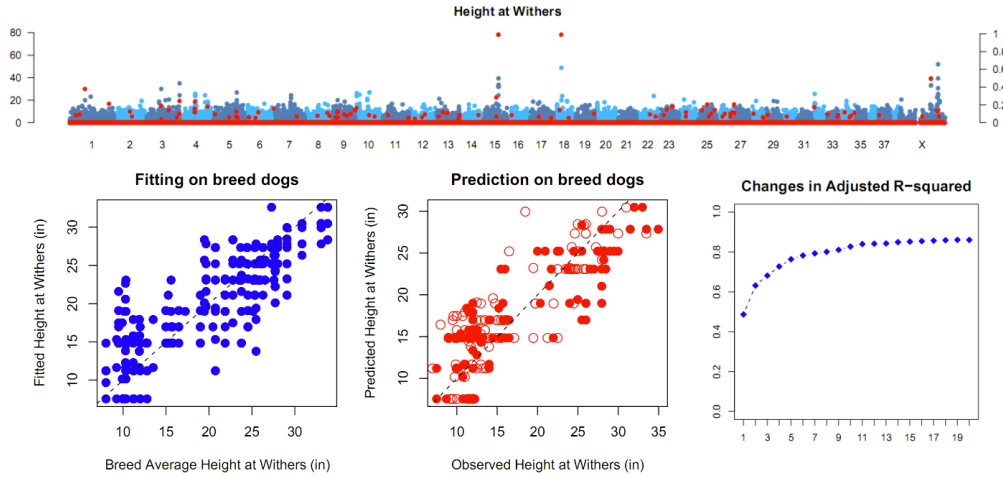 Height at Withers
80
60
40
20
0
1
0.8
0.6
0.4
0.2
0
1 2 3 4 5 6 7 8 9 10 11 12 13 14 15 16 18 19 20 21 22 23 25 27 29 31 33 35 37 X
Fitting on breed dogs
Fitted Height at Withers (in)
30
25
20
15
10
10 15 20 25 30
Breed Average Height at Withers (in)
Prediction on breed dogs
Predicted Height at Withers (in)
30
25
20
15
10
10 15 20 25 30 35
Observed Height at Withers (in)
Changes in Adjusted R-squared
1.0
0.8
0.6
0.4
0.2
0.0
1 3 5 7 9 11 13 15 17 19